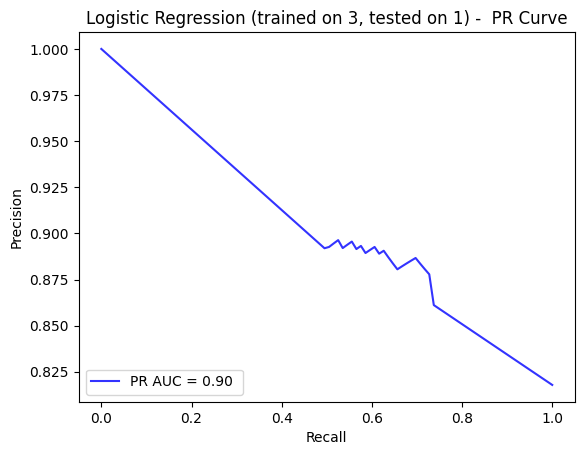 Logistic Regression (trained on 3, tested on 1) -  PR Curve
1.000
0.975
0.950
0.925
0.900
0.875
0.850
0.825
Precision
PR AUC = 0.90
0.0 0.2 0.4 0.6 0.8 1.0
Recall